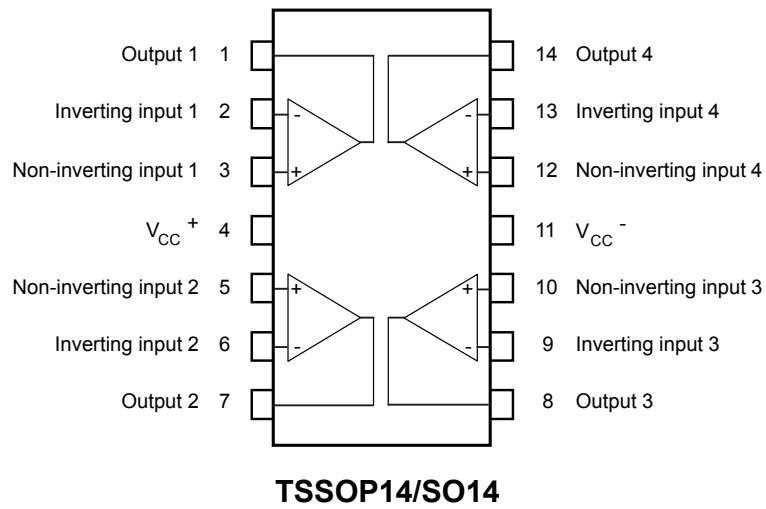 Output 1 1 14 Output 4
Inverting input 1 2 - - 13 Inverting input 4
Non-inverting input 1 3 + + 12 Non-inverting input 4
VCC + 4 11 VCC -
Non-inverting input 2 5 + + 10 Non-inverting input 3
Inverting input 2 6 - - 9 Inverting input 3
Output 2 7 8 Output 3
TSSOP14/SO14